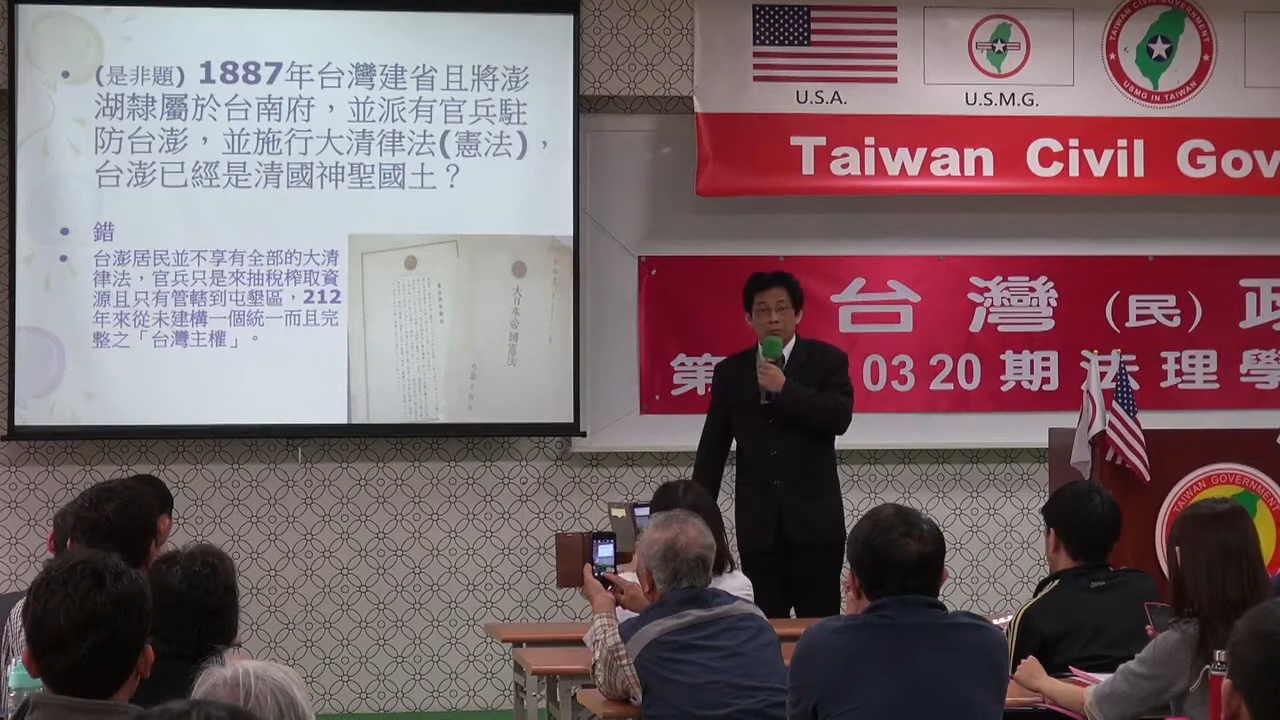 (是非題) 1887年台灣建省且將澎
湖隸屬於台南府，並派有官兵駐
防台澎，並施行大清律法(憲法)，
台澎已經是清國神聖國土？
錯
台澎居民並不享有全部的大清
律法，官兵只是來抽稅榨取資
源且只有管轄到屯墾區，212
年來從未建構一個統一而且完
整之「台灣主權」。
大日本帝國憲法
U.S.A.
U.S.M.G.
TAIWAN CIVIL GOVERNMENT
USMG IN TAIWAN
Taiwan Civil Gov
台灣(民)政
第
03 20 期法理學
TAIWAN GOVERNMENT